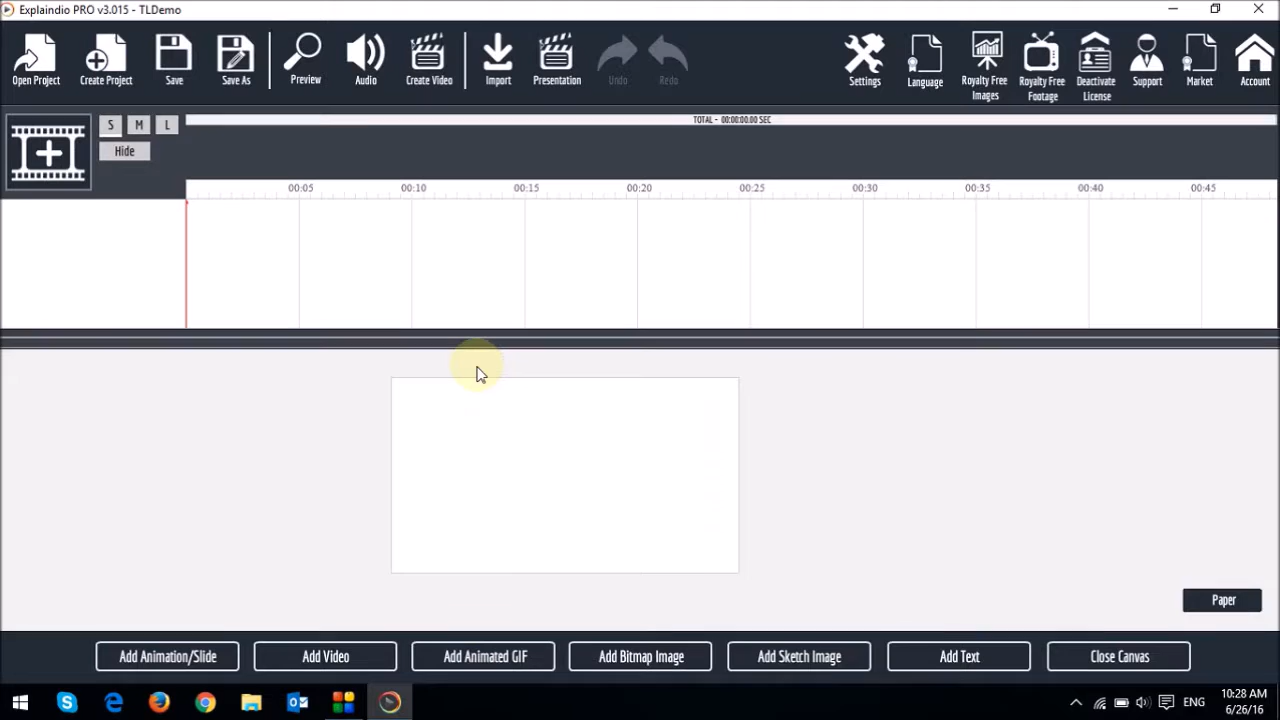 Explaindio PRO v3.015 - TLDemo
Open Project
Create Project
Save
Save As
Preview
Audio
Create Video
Import
Presentation
Undo
Redo
Settings
Language
Royalty Free
Images
Royalty Free
Footage
Deactivate
License
Support
Market
Account
S M L
Hide
TOTAL - 00:00:00.00 SEC
00:05 00:10 00:15 00:20 00:25 00:30 00:35 00:40 00:45
Paper
Add Animation/Slide
Add Video
Add Animated GIF
Add Bitmap Image
Add Sketch Image
Add Text
Close Canvas
ENG
10:28 AM
6/26/16